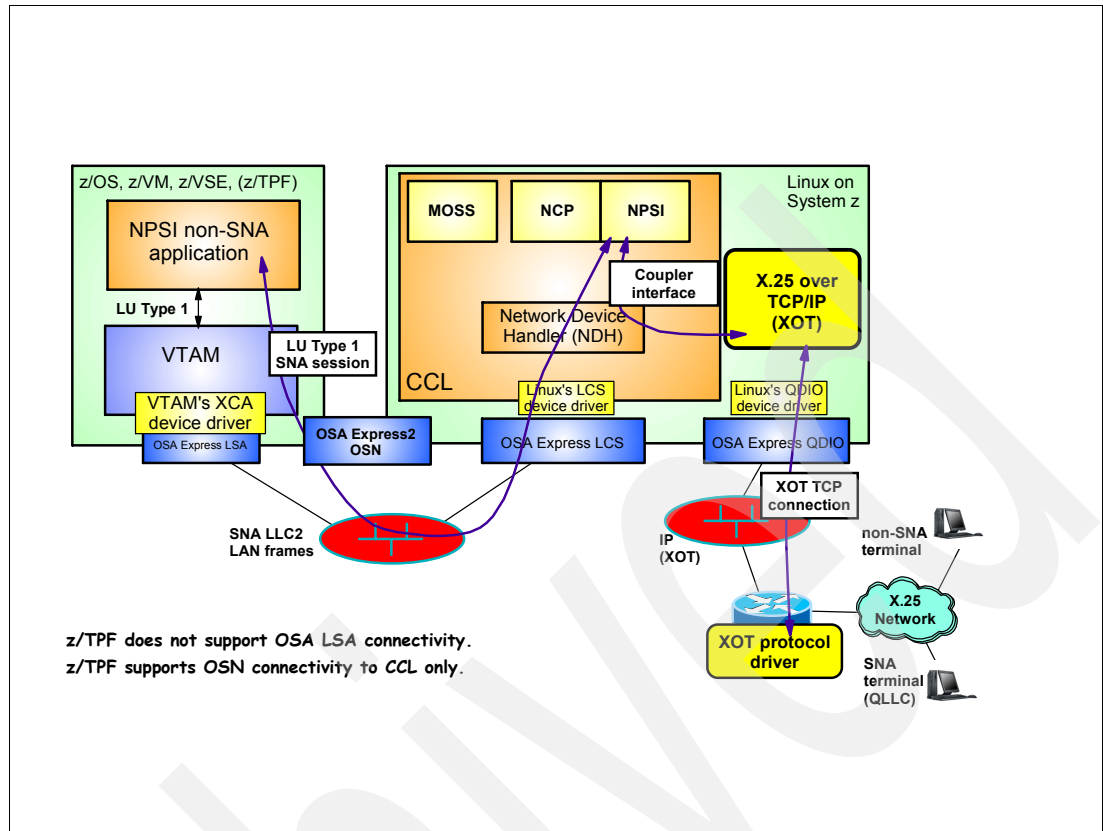 z/OS, z/VM, z/VSE, (z/TPF)
NPSI non-SNA
application
LU Type 1
VTAM
LU Type 1
SNA session
VTAM's XCA
device driver
OSA Express LSA
OSA Express2
OSN
MOSS
NCP
NPSI
Linux on
System z
Coupler
interface
X.25 over
TCP/IP
(XOT)
Network Device
Handler (NDH)
CCL
Linux's LCS
device driver
Linux's QDIO
device driver
OSA Express LCS
OSA Express QDIO
SNA LLC2
LAN frames
XOT TCP
connection
IP
(XOT)
non-SNA
terminal
X.25
Network
XOT protocol
driver
SNA
terminal
(QLLC)
z/TPF does not support OSA LSA connectivity.
z/TPF supports OSN connectivity to CCL only.